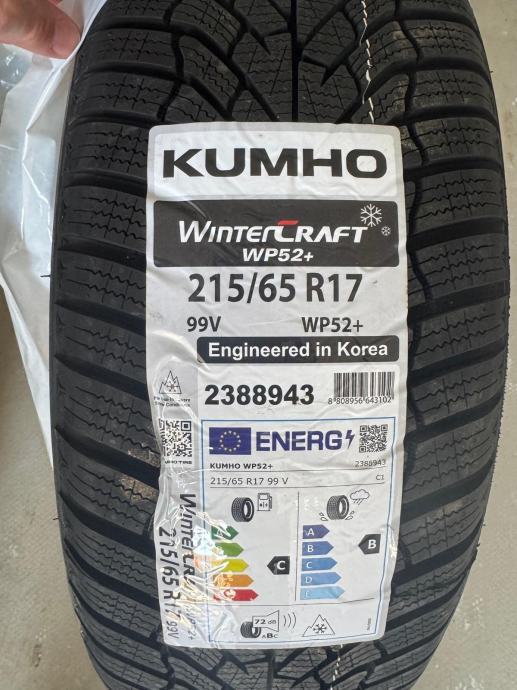 KUMHO
WINTERCRAFT
WP52+
215/65 R17
99V WP52+
Engineered in Korea
2388943
8 808956 643102
ENERG
KUMHO WP52+ 2388943
215/65 R17 99 V C1
A
B
C
D
E
C
B
72 dB
ABC
WINTERCRAFT
215/65 R17 99V